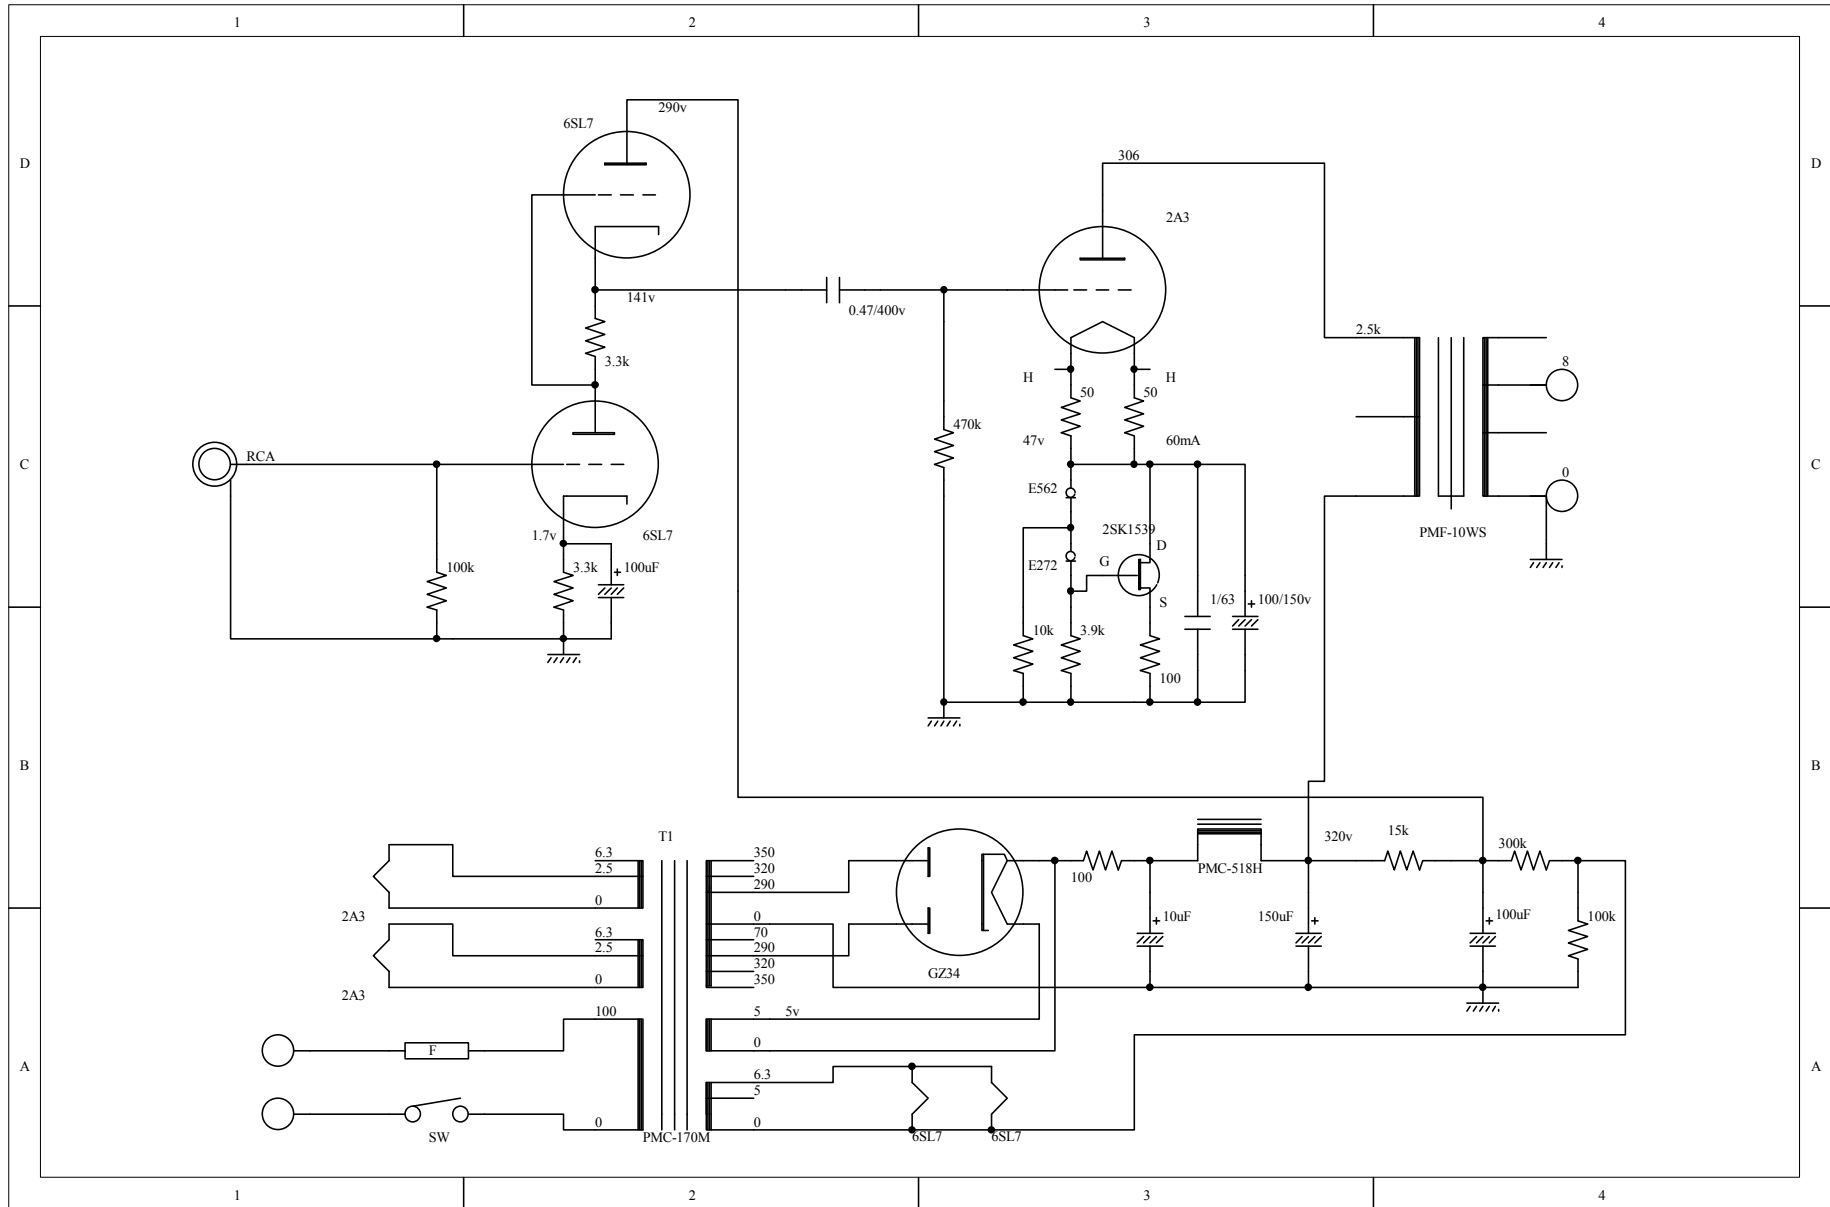 1 2 3 4
290v
6SL7
D 306 D
2A3
141v
0.47/400v
2.5k
3.3k
8
H H
50 50
470k
47v 60mA
C RCA C
0
E562
2SK1539
1.7v 6SL7 D PMF-10WS
100k 3.3k + 100uF E272 G
S 1/63 + 100/150v
10k 3.9k
100
B B
T1 320v 15k
300k
6.3 350
2.5 320 PMC-518H
290 100
0
2A3 0 + 10uF 150uF + + 100uF 100k
6.3 70
2.5 290
320
0 350 GZ34
2A3
100 5 5v
F 0
A 6.3 A
5
0 0
SW PMC-170M 6SL7 6SL7
1 2 3 4